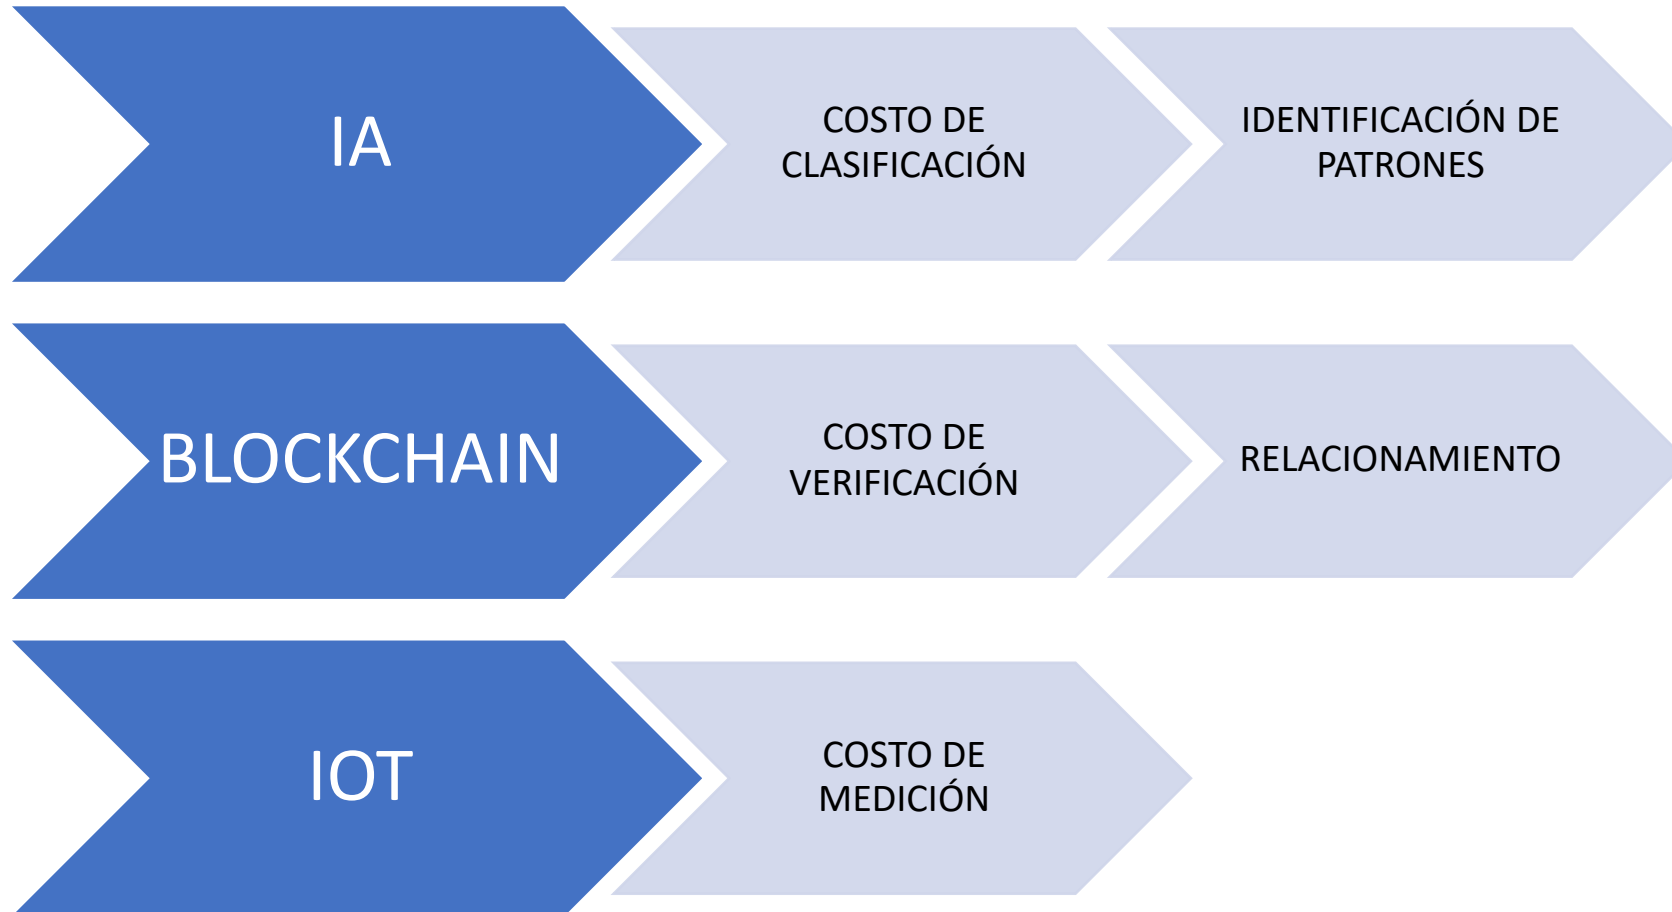 IA
COSTO DE
CLASIFICACIÓN
IDENTIFICACIÓN DE
PATRONES
BLOCKCHAIN
COSTO DE
VERIFICACIÓN
RELACIONAMIENTO
IOT
COSTO DE
MEDICIÓN